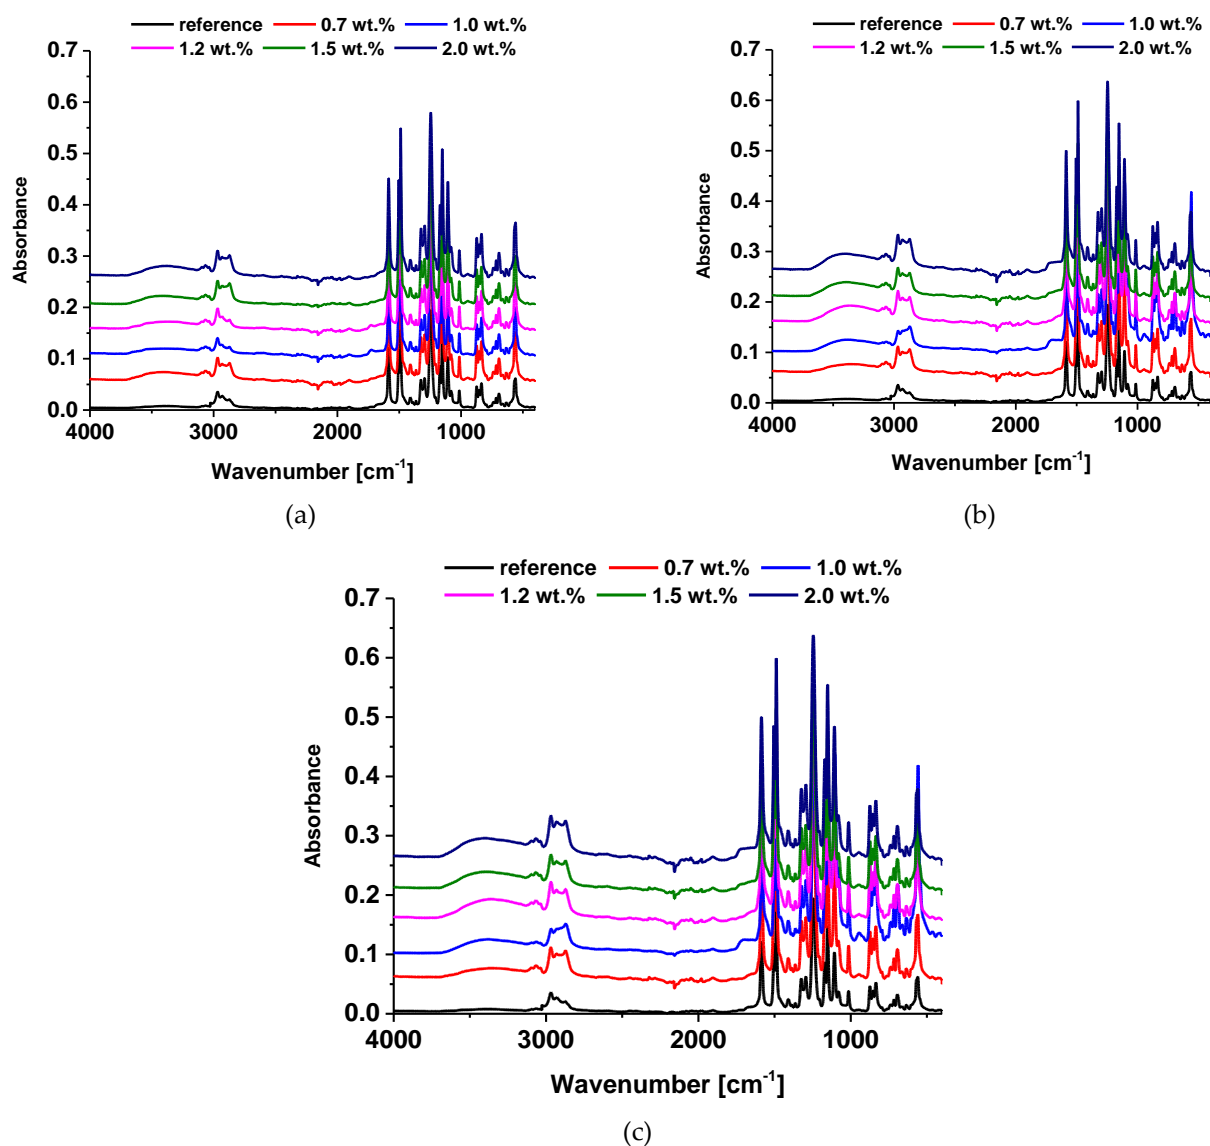 reference 0.7 wt.% 1.0 wt.%
1.2 wt.% 1.5 wt.% 2.0 wt.%
0.7
0.6
0.5
0.4
0.3
0.2
0.1
0.0
Absorbance
4000 3000 2000 1000
Wavenumber [cm-1]
(a)
reference 0.7 wt.% 1.0 wt.%
1.2 wt.% 1.5 wt.% 2.0 wt.%
0.7
0.6
0.5
0.4
0.3
0.2
0.1
0.0
Absorbance
4000 3000 2000 1000
Wavenumber [cm-1]
(b)
reference 0.7 wt.% 1.0 wt.%
1.2 wt.% 1.5 wt.% 2.0 wt.%
0.7
0.6
0.5
0.4
0.3
0.2
0.1
0.0
Absorbance
4000 3000 2000 1000
Wavenumber [cm-1]
(c)